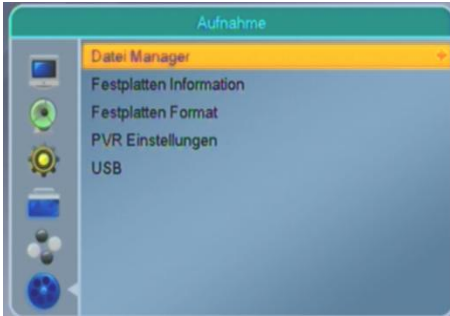 Aufnahme
Datei Manager
Festplatten Information
Festplatten Format
PVR Einstellungen
USB